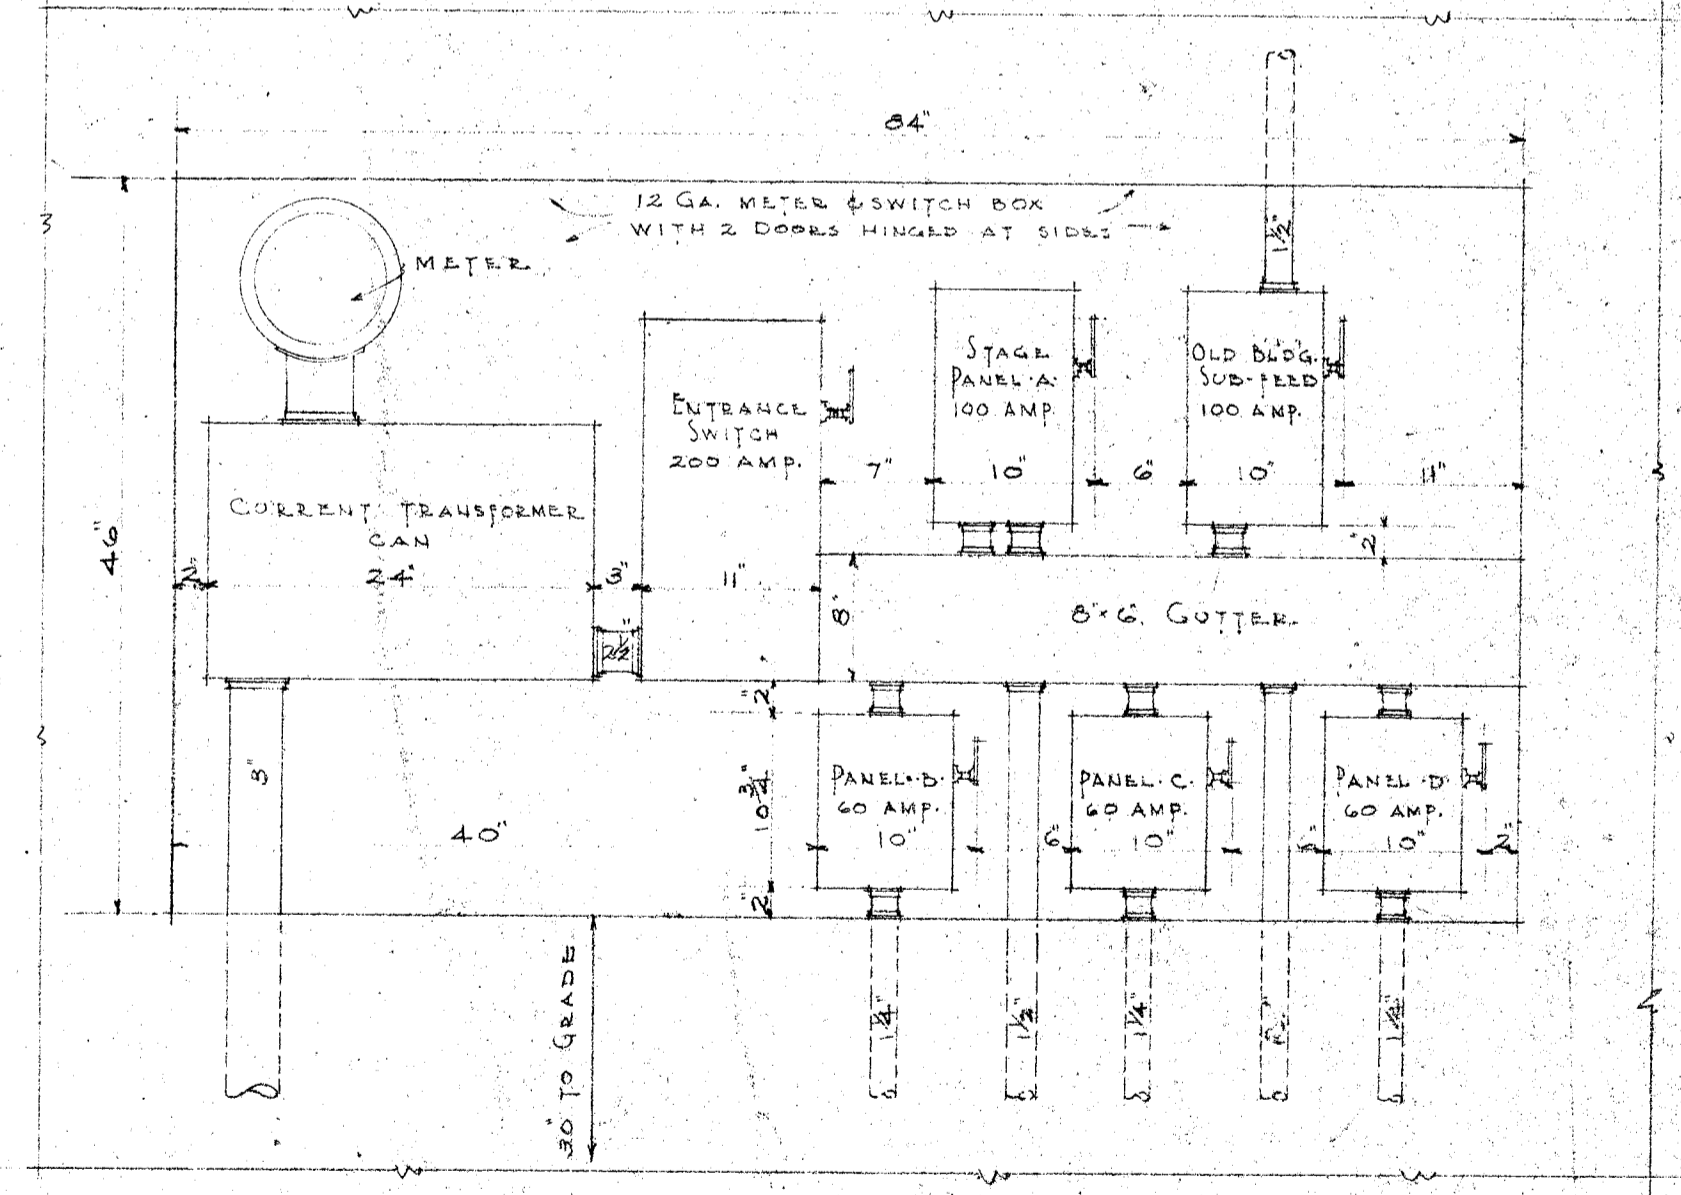 84"
12 GA. METER & SWITCH BOX
WITH 2 DOORS HINGED AT SIDES
METER
1½"
STAGE
PANEL·A·
100 AMP.
OLD BLDG.
SUB-FEED
100 AMP.
ENTRANCE
SWITCH
200 AMP.
7"
10"
6"
10"
11"
CURRENT TRANSFORMER
CAN
24"
46"
2"
3"
11"
2"
8"
8"×6" GUTTER.
2½"
2"
3"
10¾"
PANEL·B·
60 AMP.
10"
PANEL·C·
60 AMP.
10"
PANEL·D·
60 AMP.
10"
40"
6"
2"
2"
30" TO GRADE
1¼"
1½"
1¼"
1¼"